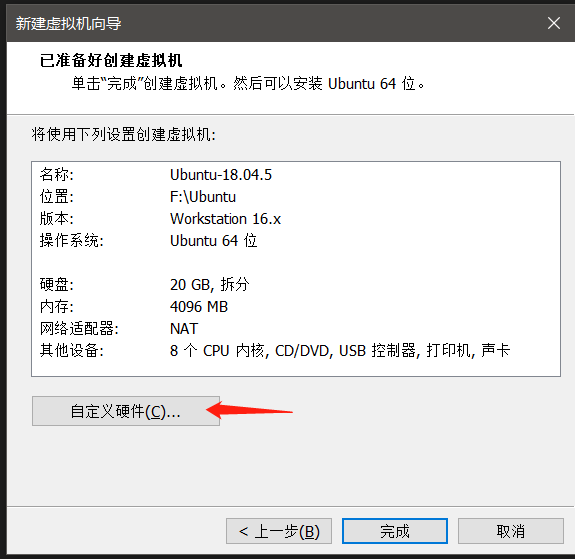 新建虚拟机向导
已准备好创建虚拟机
单击“完成”创建虚拟机。然后可以安装 Ubuntu 64 位。
将使用下列设置创建虚拟机:
名称: Ubuntu-18.04.5
位置: F:\Ubuntu
版本: Workstation 16.x
操作系统: Ubuntu 64 位
硬盘: 20 GB, 拆分
内存: 4096 MB
网络适配器: NAT
其他设备: 8 个 CPU 内核, CD/DVD, USB 控制器, 打印机, 声卡
自定义硬件(C)...
< 上一步(B) 完成 取消